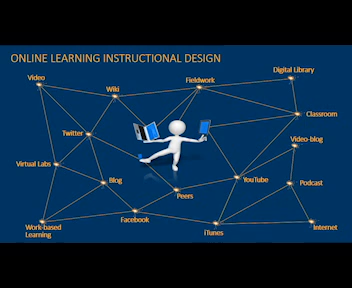 ONLINE LEARNING INSTRUCTIONAL DESIGN
Video
Wiki
Fieldwork
Digital Library
Classroom
Twitter
Video-blog
Virtual Labs
Blog
YouTube
Podcast
Peers
Work-based
Learning
Facebook
iTunes
Internet